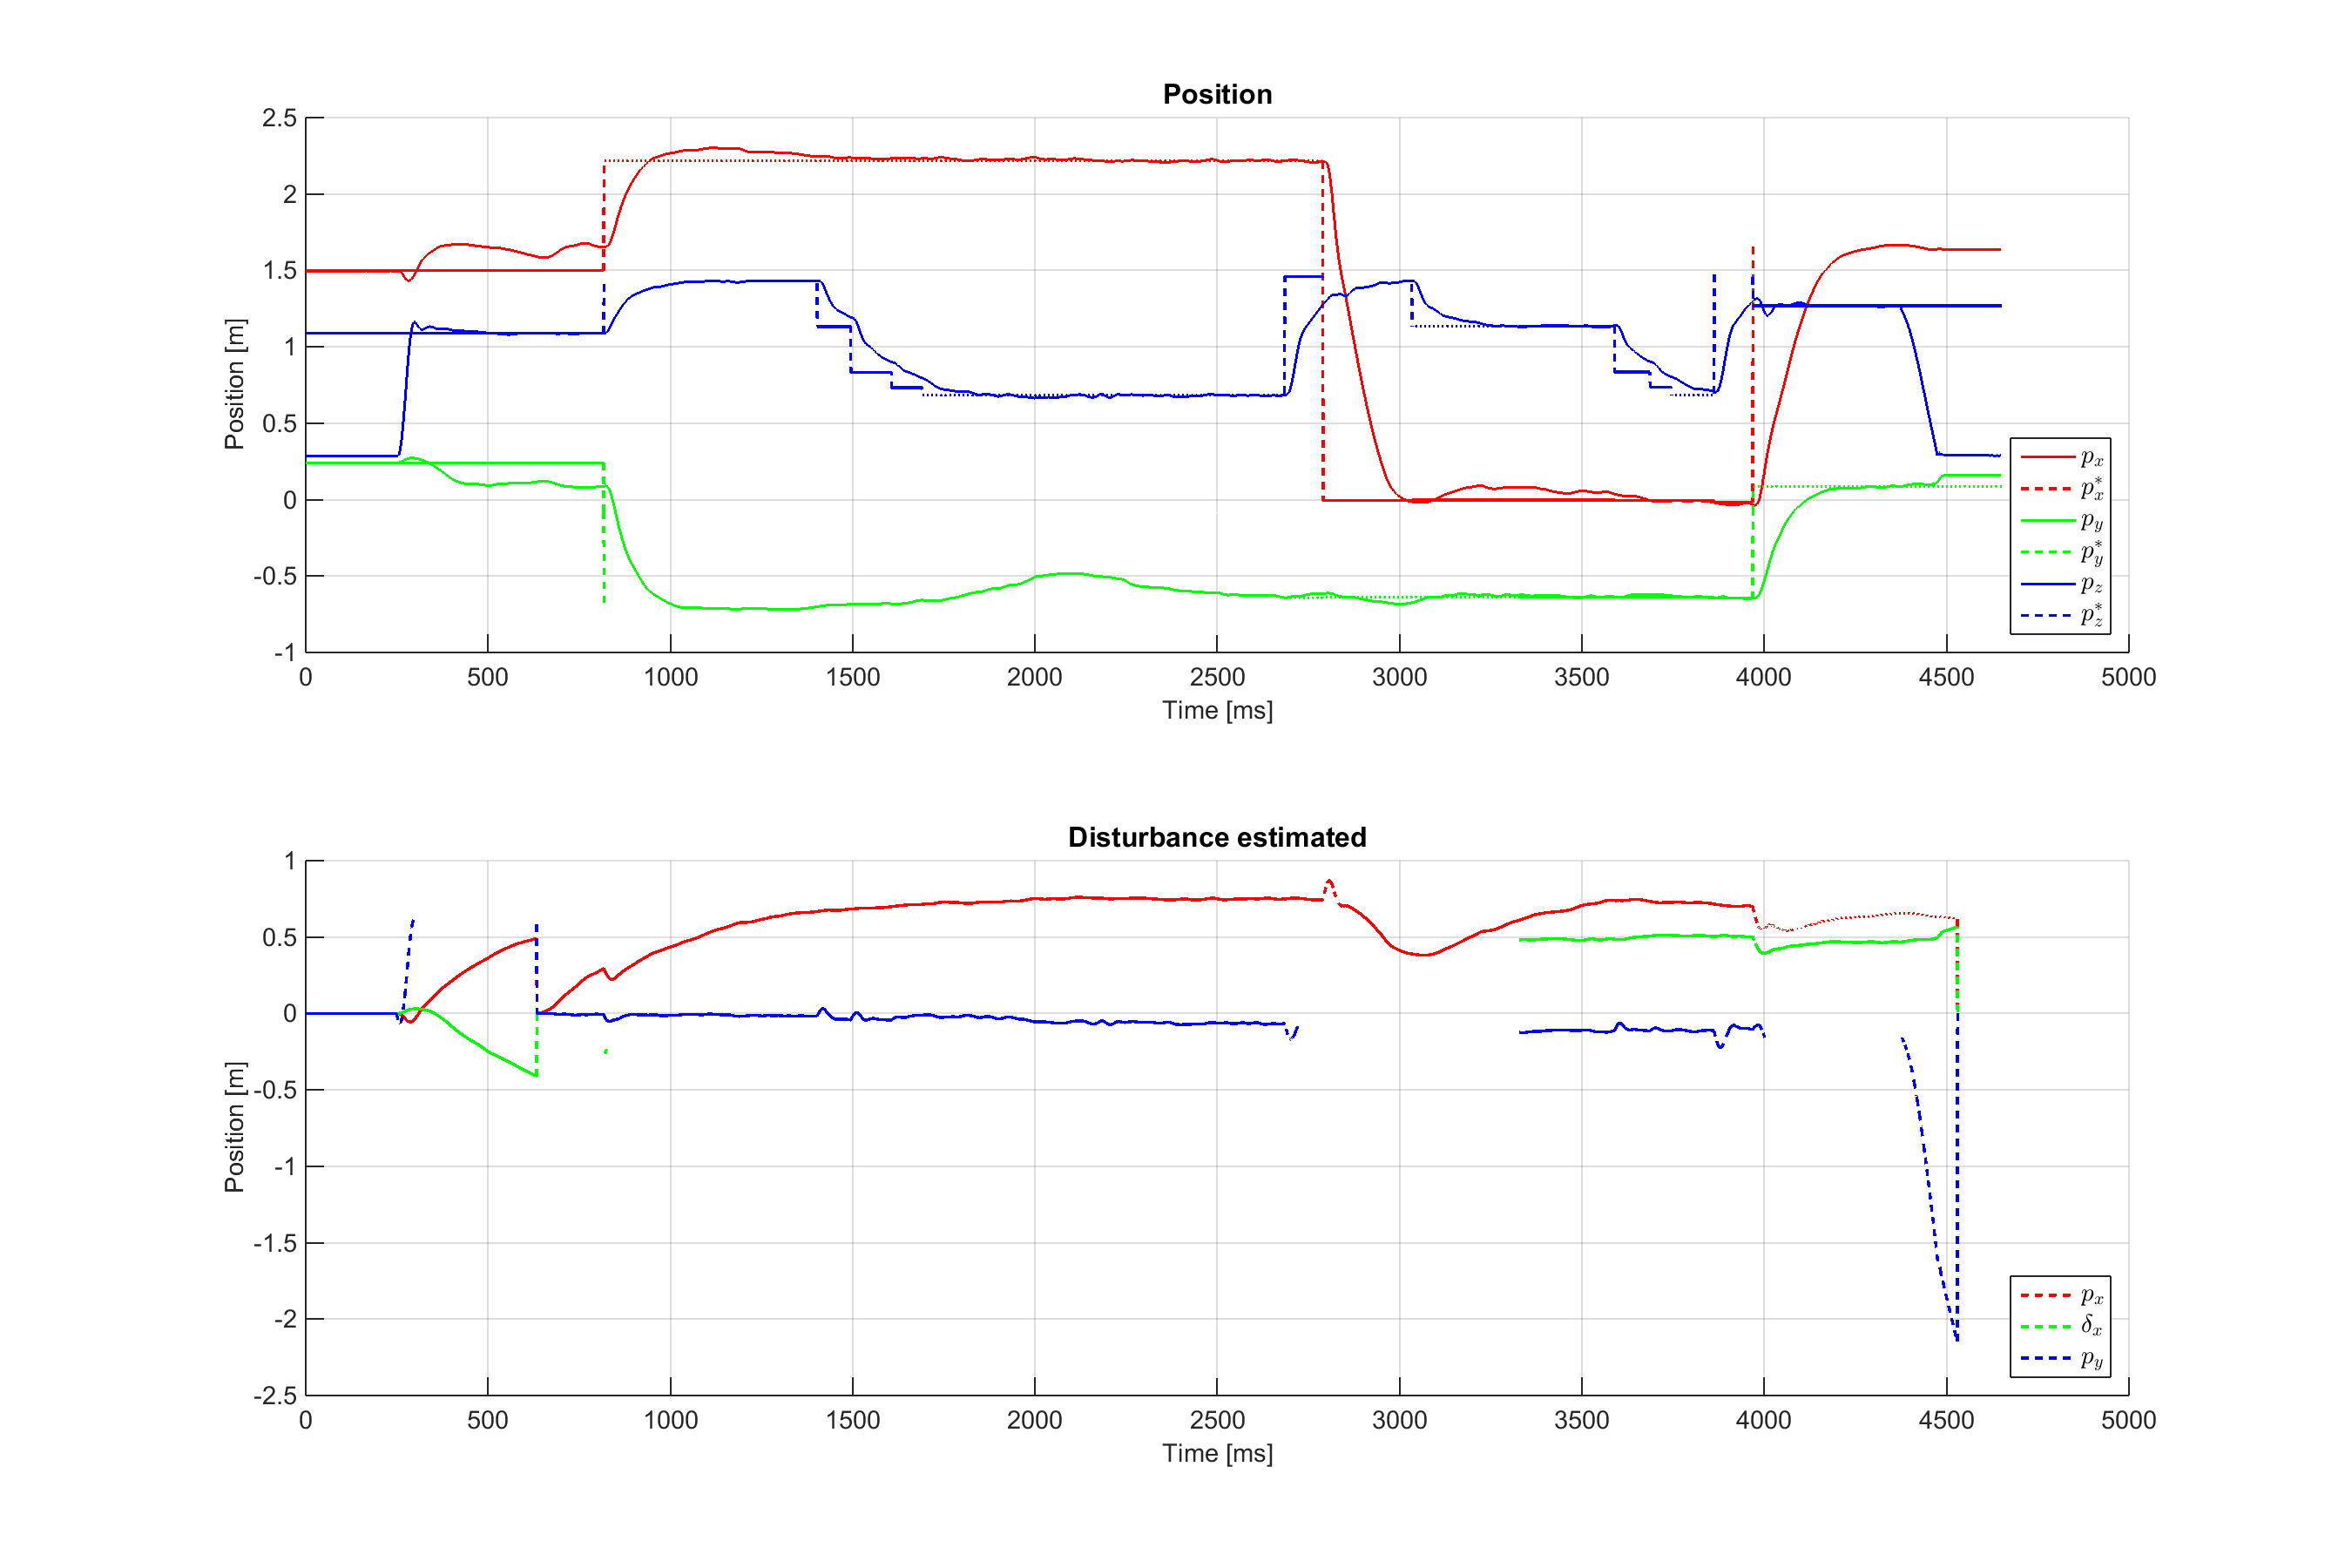 Position
2.5
2
1.5
1
0.5
0
-0.5
-1
Position [m]
0 500 1000 1500 2000 2500 3000 3500 4000 4500 5000
Time [ms]
p_x
p_x^*
p_y
p_y^*
p_z
p_z^*
Disturbance estimated
1
0.5
0
-0.5
-1
-1.5
-2
-2.5
Position [m]
0 500 1000 1500 2000 2500 3000 3500 4000 4500 5000
Time [ms]
p_x
δ_x
p_y